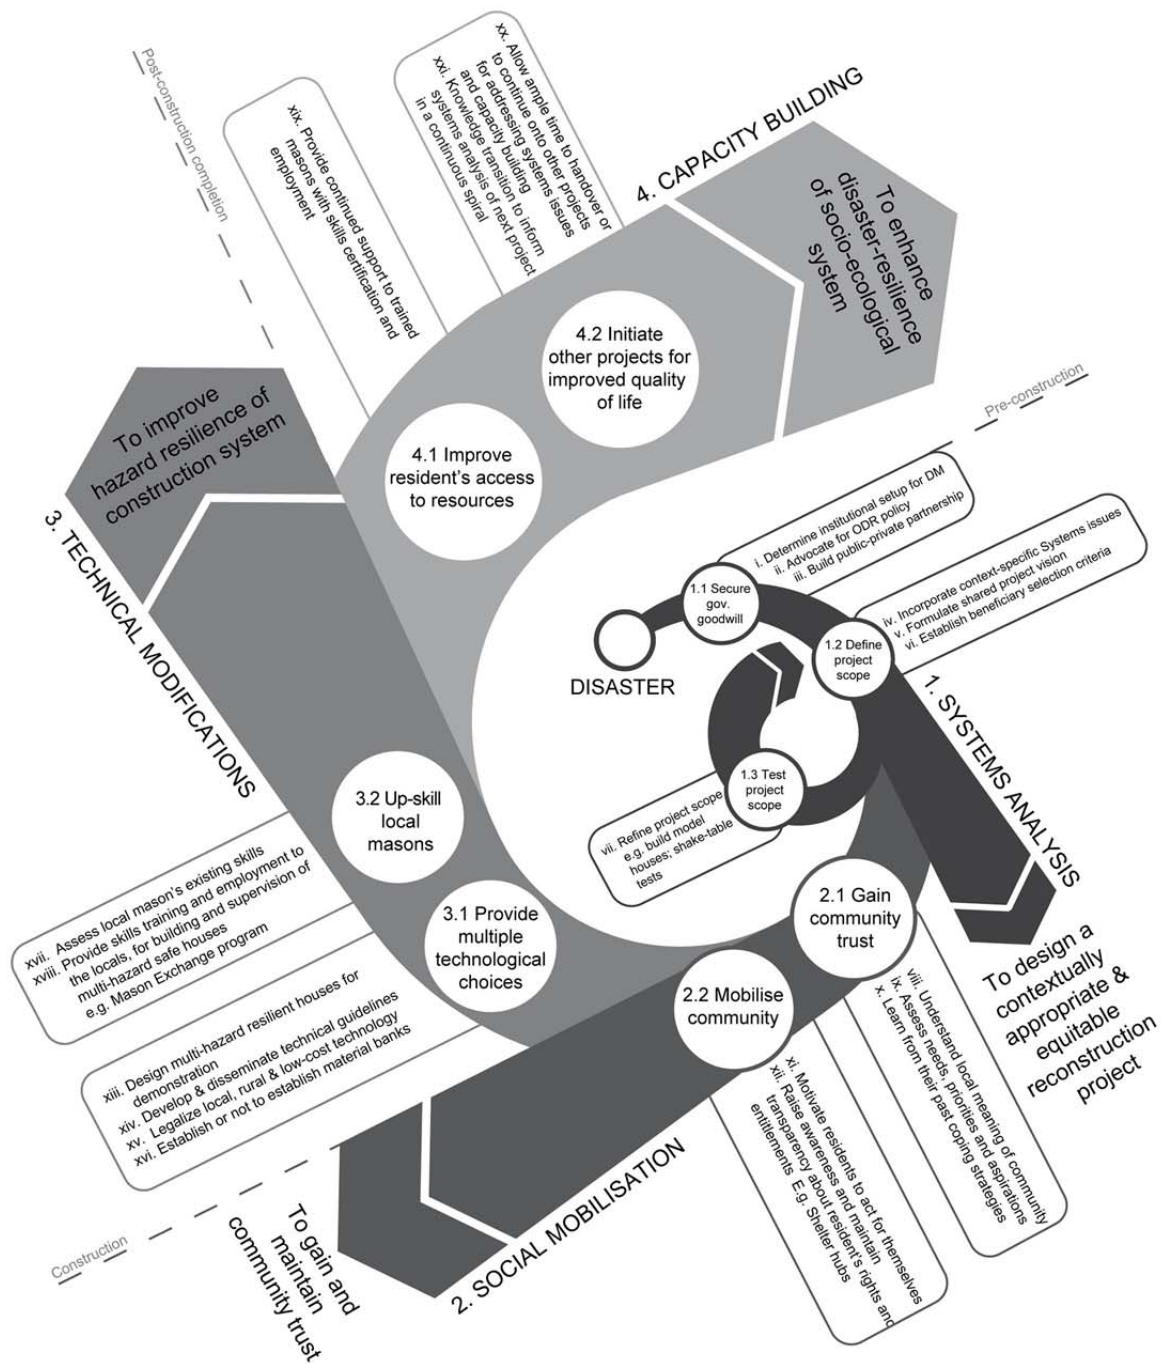 DISASTER
1. SYSTEMS ANALYSIS
To design a
contextually
appropriate &
equitable
reconstruction
project
Pre-construction
1.1 Secure
gov.
goodwill
i. Determine institutional setup for DM
ii. Advocate for ODR policy
iii. Build public-private partnership
1.2 Define
project
scope
iv. Incorporate context-specific Systems issues
v. Formulate shared project vision
vi. Establish beneficiary selection criteria
1.3 Test
project
scope
vii. Refine project scope
e.g. build model
houses; shake-table
tests
2. SOCIAL MOBILISATION
To gain and
maintain
community trust
2.1 Gain
community
trust
viii. Understand local meaning of community
ix. Assess needs, priorities and aspirations
x. Learn from their past coping strategies
2.2 Mobilise
community
xi. Motivate residents to act for themselves
xii. Raise awareness and maintain
transparency about resident's rights and
entitlements E.g. Shelter hubs
Construction
3. TECHNICAL MODIFICATIONS
To improve
hazard resilience of
construction system
3.1 Provide
multiple
technological
choices
xiii. Design multi-hazard resilient houses for
demonstration
xiv. Develop & disseminate technical guidelines
xv. Legalize local, rural & low-cost technology
xvi. Establish or not to establish material banks
3.2 Up-skill
local
masons
xvii. Assess local mason's existing skills
xviii. Provide skills training and employment to
the locals, for building and supervision of
multi-hazard safe houses
e.g. Mason Exchange program
Post-construction completion
4. CAPACITY BUILDING
To enhance
disaster-resilience
of socio-ecological
system
4.1 Improve
resident's access
to resources
xix. Provide continued support to trained
masons with skills certification and
employment
4.2 Initiate
other projects for
improved quality
of life
xx. Allow ample time to handover or
to continue onto other projects
for addressing systems issues
and capacity building
xxi. Knowledge transition to inform
systems analysis of next project
in a continuous spiral